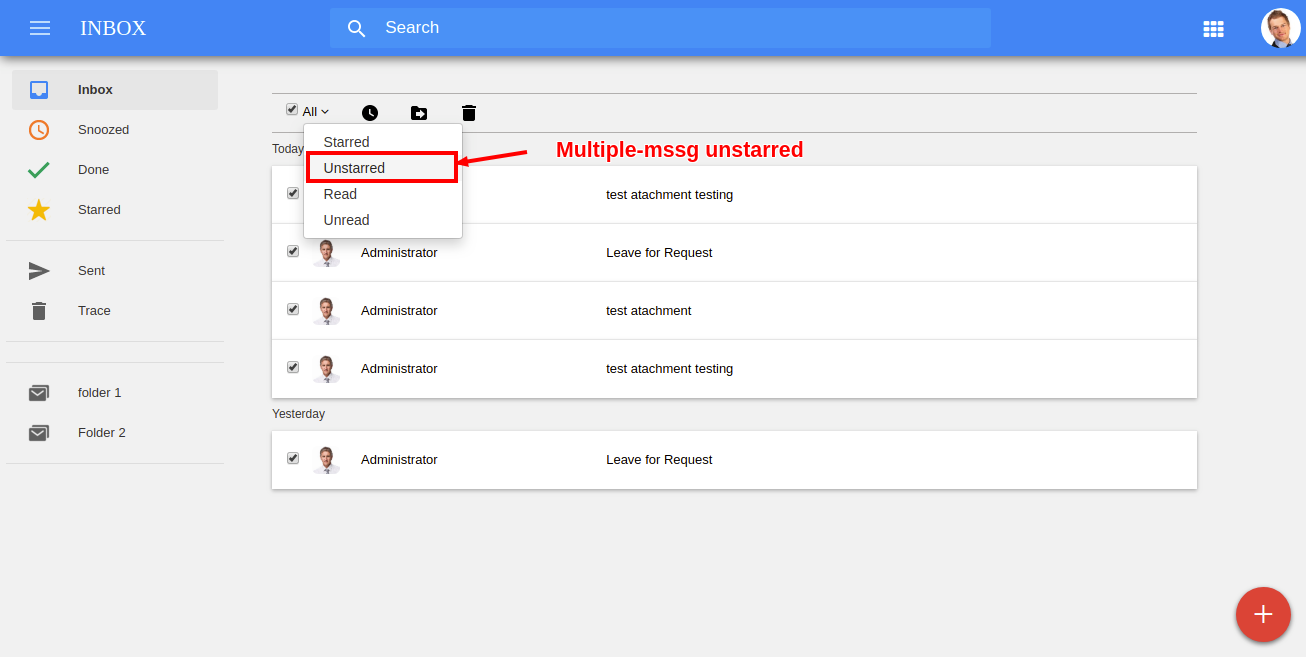 INBOX
Search
Inbox
Snoozed
Done
Starred
Sent
Trace
folder 1
Folder 2
All
Starred
Unstarred
Read
Unread
Multiple-mssg unstarred
Today
test atachment testing
Administrator Leave for Request
Administrator test atachment
Administrator test atachment testing
Yesterday
Administrator Leave for Request